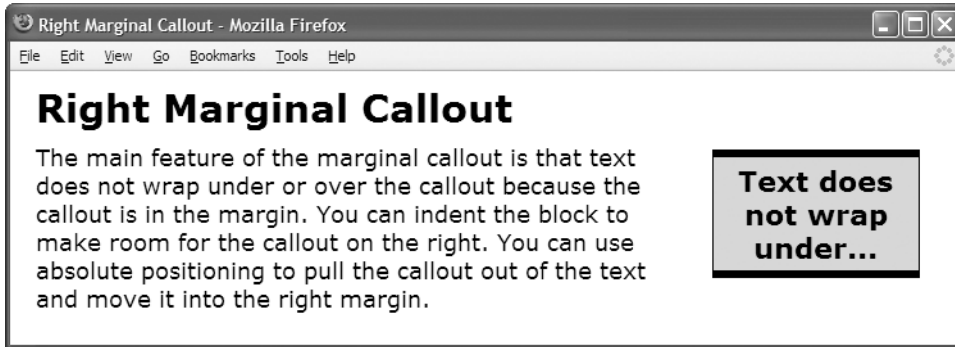 Right Marginal Callout - Mozilla Firefox
File Edit View Go Bookmarks Tools Help
Right Marginal Callout
The main feature of the marginal callout is that text
does not wrap under or over the callout because the
callout is in the margin. You can indent the block to
make room for the callout on the right. You can use
absolute positioning to pull the callout out of the text
and move it into the right margin.
Text does
not wrap
under...